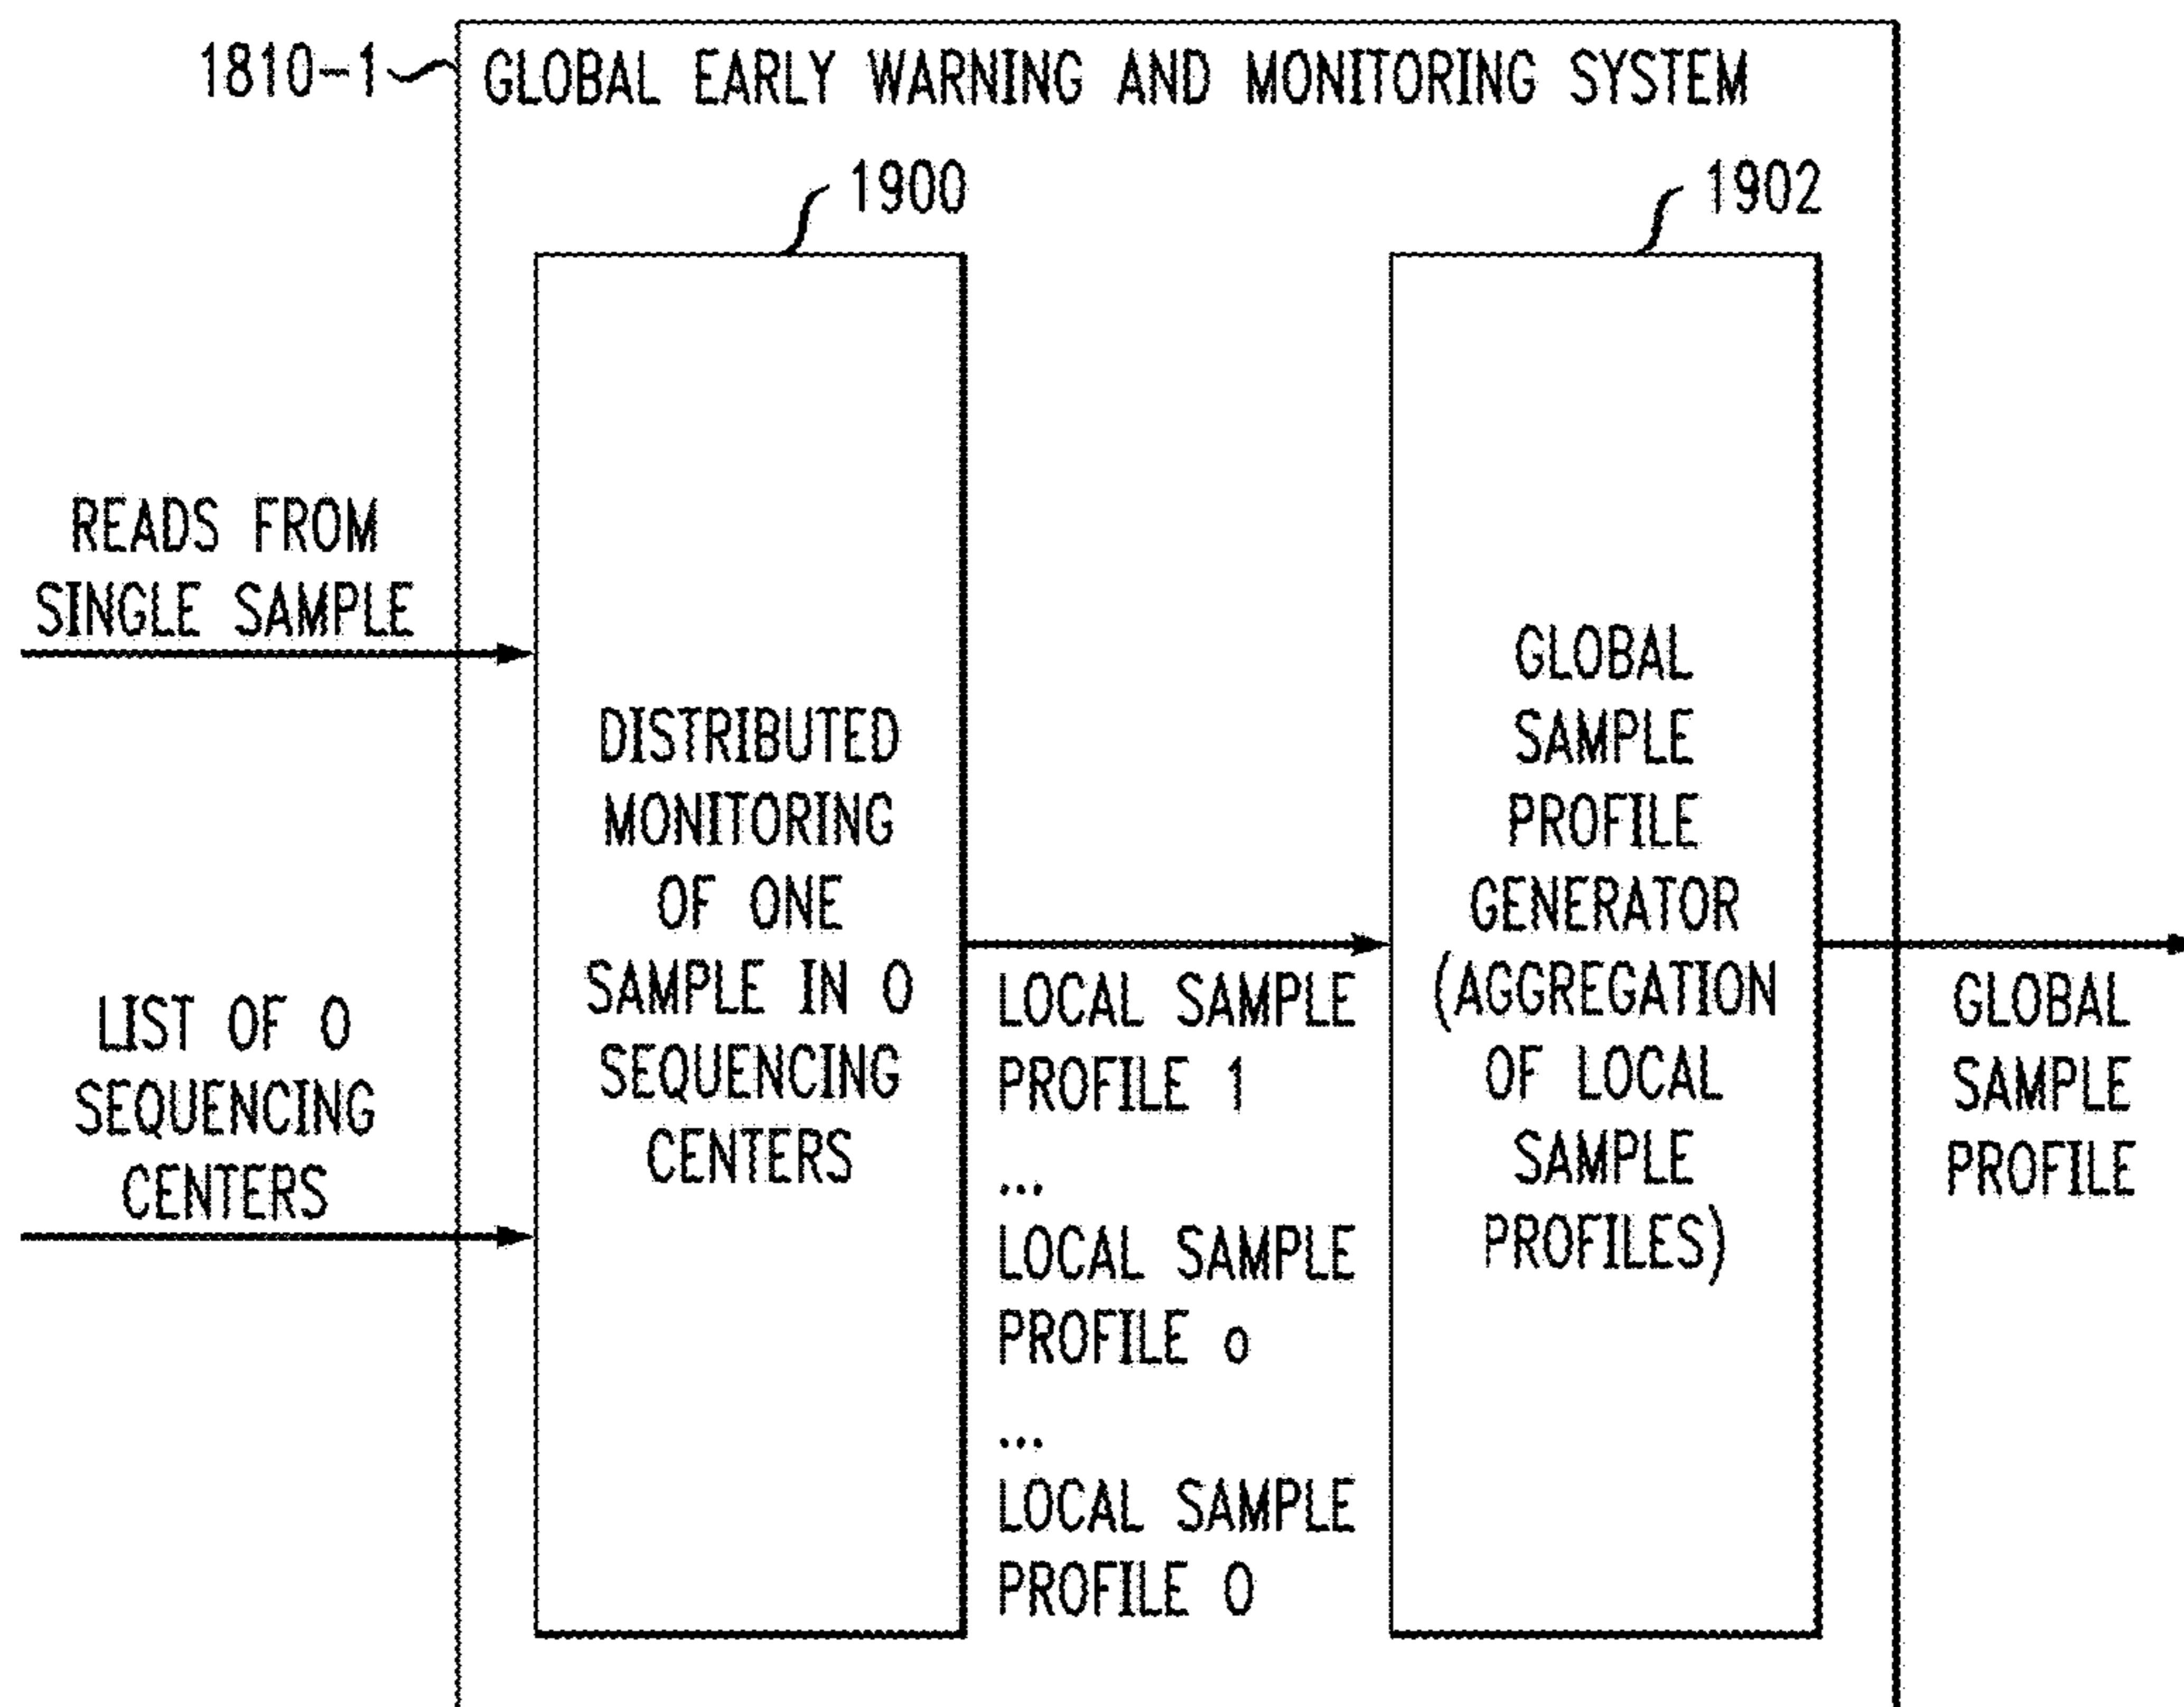 1810-1
GLOBAL EARLY WARNING AND MONITORING SYSTEM
1900
1902
READS FROM
SINGLE SAMPLE
LIST OF O
SEQUENCING
CENTERS
DISTRIBUTED
MONITORING
OF ONE
SAMPLE IN O
SEQUENCING
CENTERS
LOCAL SAMPLE
PROFILE 1
...
LOCAL SAMPLE
PROFILE o
...
LOCAL SAMPLE
PROFILE O
GLOBAL
SAMPLE
PROFILE
GENERATOR
(AGGREGATION
OF LOCAL
SAMPLE
PROFILES)
GLOBAL
SAMPLE
PROFILE